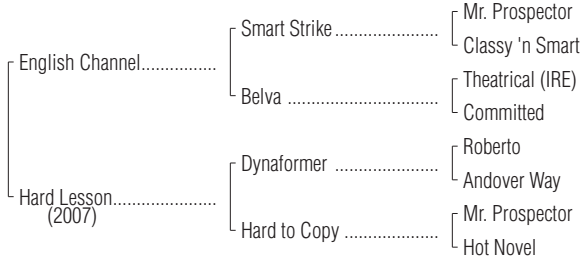 Mr. Prospector
Smart Strike .......................
Classy 'n Smart
English Channel................
Theatrical (IRE)
Belva .................................
Committed
Roberto
Dynaformer .......................
Andover Way
Hard Lesson.......................
(2007)
Mr. Prospector
Hard to Copy .....................
Hot Novel